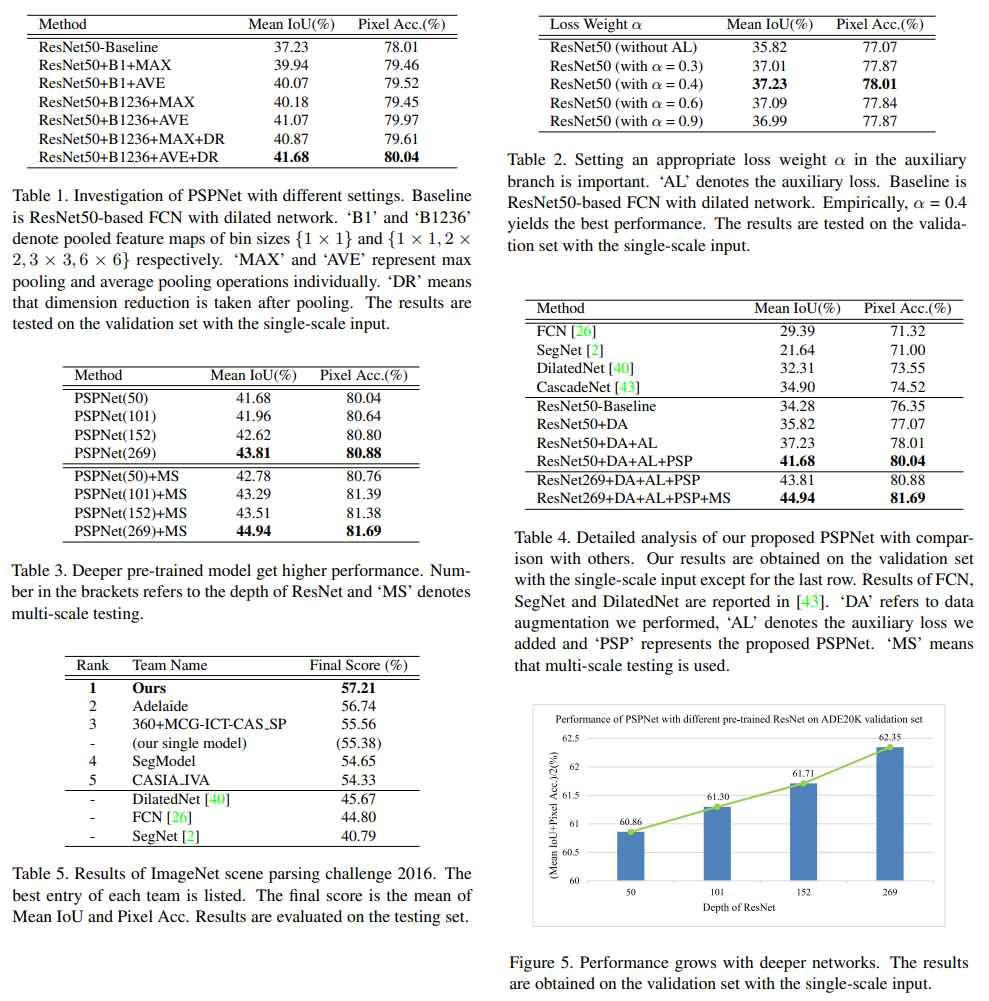 Method Mean IoU(%) Pixel Acc.(%)
ResNet50-Baseline 37.23 78.01
ResNet50+B1+MAX 39.94 79.46
ResNet50+B1+AVE 40.07 79.52
ResNet50+B1236+MAX 40.18 79.45
ResNet50+B1236+AVE 41.07 79.97
ResNet50+B1236+MAX+DR 40.87 79.61
ResNet50+B1236+AVE+DR 41.68 80.04
Table 1. Investigation of PSPNet with different settings. Baseline
is ResNet50-based FCN with dilated network. ‘B1’ and ‘B1236’
denote pooled feature maps of bin sizes {1 × 1} and {1 × 1, 2 ×
2, 3 × 3, 6 × 6} respectively. ‘MAX’ and ‘AVE’ represent max
pooling and average pooling operations individually. ‘DR’ means
that dimension reduction is taken after pooling. The results are
tested on the validation set with the single-scale input.
Method Mean IoU(%) Pixel Acc.(%)
PSPNet(50) 41.68 80.04
PSPNet(101) 41.96 80.64
PSPNet(152) 42.62 80.80
PSPNet(269) 43.81 80.88
PSPNet(50)+MS 42.78 80.76
PSPNet(101)+MS 43.29 81.39
PSPNet(152)+MS 43.51 81.38
PSPNet(269)+MS 44.94 81.69
Table 3. Deeper pre-trained model get higher performance. Num-
ber in the brackets refers to the depth of ResNet and ‘MS’ denotes
multi-scale testing.
Rank Team Name Final Score (%)
1 Ours 57.21
2 Adelaide 56.74
3 360+MCG-ICT-CAS_SP 55.56
- (our single model) (55.38)
4 SegModel 54.65
5 CASIA_IVA 54.33
- DilatedNet [40] 45.67
- FCN [26] 44.80
- SegNet [2] 40.79
Table 5. Results of ImageNet scene parsing challenge 2016. The
best entry of each team is listed. The final score is the mean of
Mean IoU and Pixel Acc. Results are evaluated on the testing set.
Loss Weight α Mean IoU(%) Pixel Acc.(%)
ResNet50 (without AL) 35.82 77.07
ResNet50 (with α = 0.3) 37.01 77.87
ResNet50 (with α = 0.4) 37.23 78.01
ResNet50 (with α = 0.6) 37.09 77.84
ResNet50 (with α = 0.9) 36.99 77.87
Table 2. Setting an appropriate loss weight α in the auxiliary
branch is important. ‘AL’ denotes the auxiliary loss. Baseline is
ResNet50-based FCN with dilated network. Empirically, α = 0.4
yields the best performance. The results are tested on the valida-
tion set with the single-scale input.
Method Mean IoU(%) Pixel Acc.(%)
FCN [26] 29.39 71.32
SegNet [2] 21.64 71.00
DilatedNet [40] 32.31 73.55
CascadeNet [43] 34.90 74.52
ResNet50-Baseline 34.28 76.35
ResNet50+DA 35.82 77.07
ResNet50+DA+AL 37.23 78.01
ResNet50+DA+AL+PSP 41.68 80.04
ResNet269+DA+AL+PSP 43.81 80.88
ResNet269+DA+AL+PSP+MS 44.94 81.69
Table 4. Detailed analysis of our proposed PSPNet with compar-
ison with others. Our results are obtained on the validation set
with the single-scale input except for the last row. Results of FCN,
SegNet and DilatedNet are reported in [43]. ‘DA’ refers to data
augmentation we performed, ‘AL’ denotes the auxiliary loss we
added and ‘PSP’ represents the proposed PSPNet. ‘MS’ means
that multi-scale testing is used.
Performance of PSPNet with different pre-trained ResNet on ADE20K validation set
(Mean IoU+Pixel Acc.)/2(%)
62.5
62
61.5
61
60.5
60
60.86
61.30
61.71
62.35
50 101 152 269
Depth of ResNet
Figure 5. Performance grows with deeper networks. The results
are obtained on the validation set with the single-scale input.